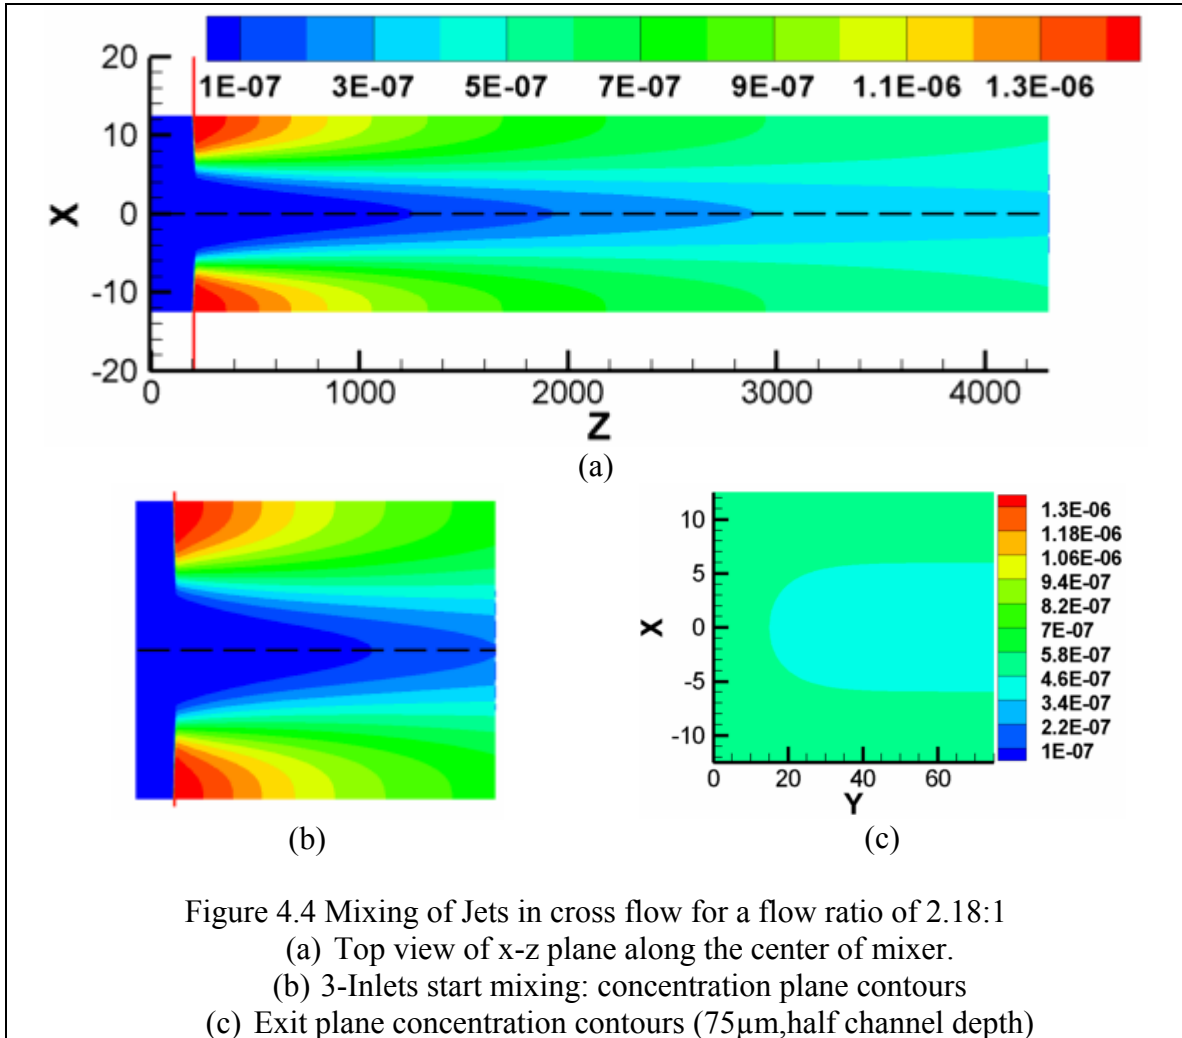 20
1E-07 3E-07 5E-07 7E-07 9E-07 1.1E-06 1.3E-06
10
X
0
-10
-20
0 1000 2000 3000 4000
Z
(a)
10
5
X
0
-5
-10
0 20 40 60
Y
1.3E-06
1.18E-06
1.06E-06
9.4E-07
8.2E-07
7E-07
5.8E-07
4.6E-07
3.4E-07
2.2E-07
1E-07
(b)
(c)
Figure 4.4 Mixing of Jets in cross flow for a flow ratio of 2.18:1
(a) Top view of x-z plane along the center of mixer.
(b) 3-Inlets start mixing: concentration plane contours
(c) Exit plane concentration contours (75µm,half channel depth)